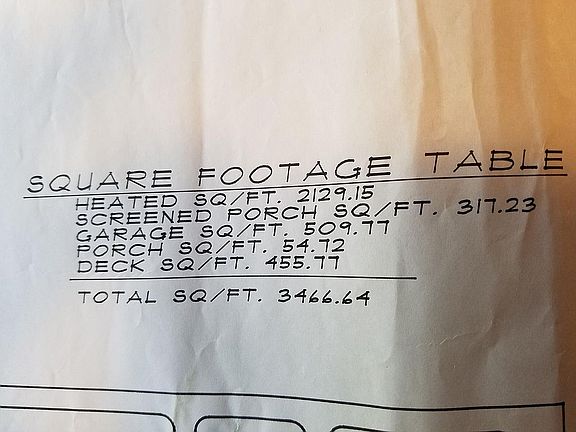 SQUARE FOOTAGE TABLE
HEATED SQ/FT. 2129.15
SCREENED PORCH SQ/FT. 317.23
GARAGE SQ/FT. 509.77
PORCH SQ/FT. 54.72
DECK SQ/FT. 455.77
TOTAL SQ/FT. 3466.64